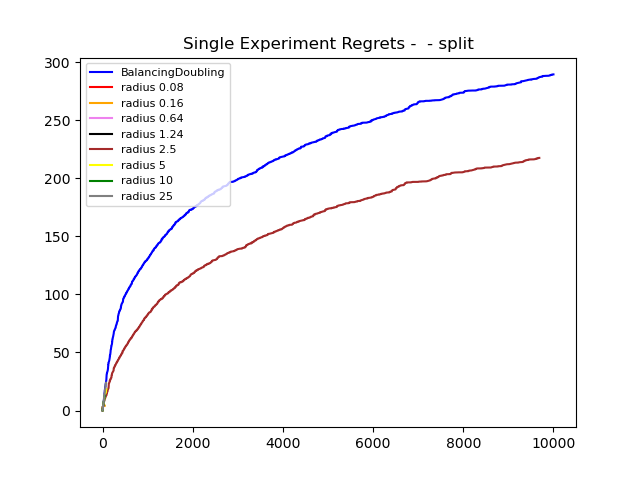 Single Experiment Regrets -  - split
300
250
200
150
100
50
0
BalancingDoubling
radius 0.08
radius 0.16
radius 0.64
radius 1.24
radius 2.5
radius 5
radius 10
radius 25
0 2000 4000 6000 8000 10000